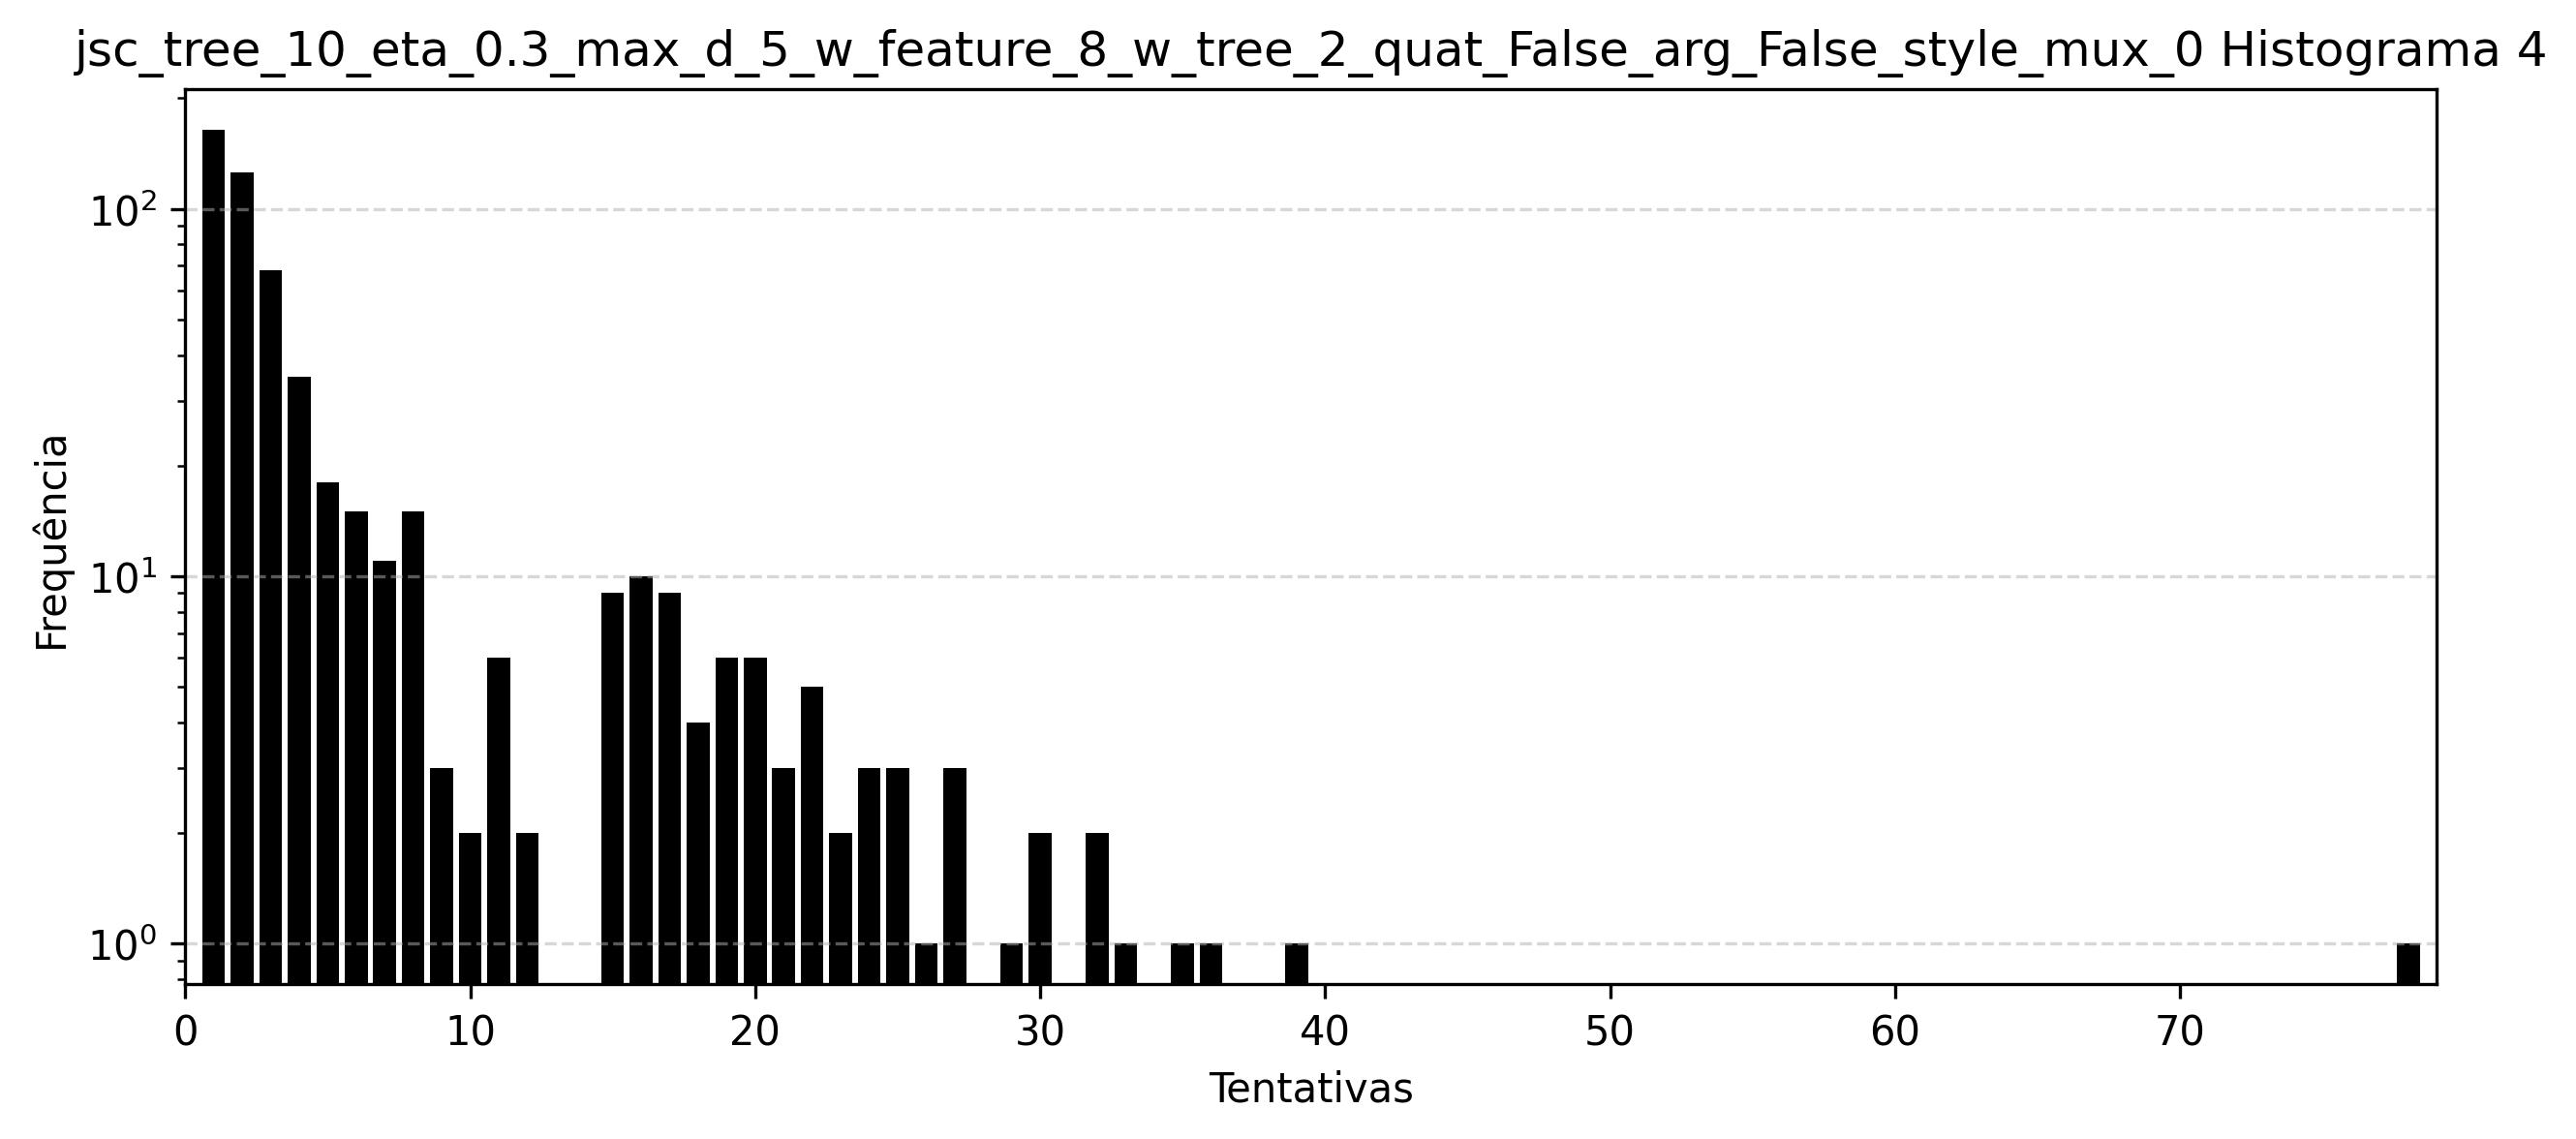 jsc_tree_10_eta_0.3_max_d_5_w_feature_8_w_tree_2_quat_False_arg_False_style_mux_0 Histograma 4
Frequência
10²
10¹
10⁰
0 10 20 30 40 50 60 70
Tentativas